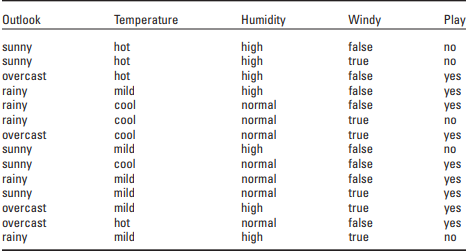 Outlook Temperature Humidity Windy Play
sunny hot high false no
sunny hot high true no
overcast hot high false yes
rainy mild high false yes
rainy cool normal false yes
rainy cool normal true no
overcast cool normal true yes
sunny mild high false no
sunny cool normal false yes
rainy mild normal false yes
sunny mild normal true yes
overcast mild high true yes
overcast hot normal false yes
rainy mild high true no